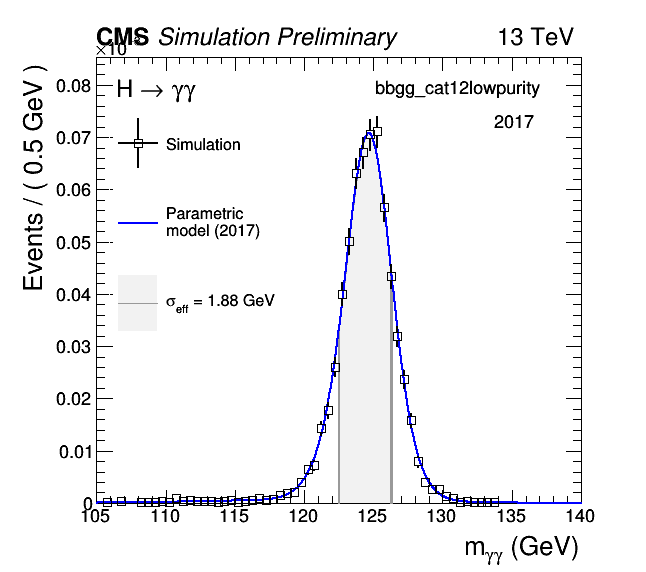 CMS Simulation Preliminary 13 TeV
×10
H → γγ
bbgg_cat12lowpurity
2017
Simulation
Parametric
model (2017)
σeff = 1.88 GeV
Events / ( 0.5 GeV )
0.08
0.07
0.06
0.05
0.04
0.03
0.02
0.01
0
105 110 115 120 125 130 135 140
mγγ (GeV)